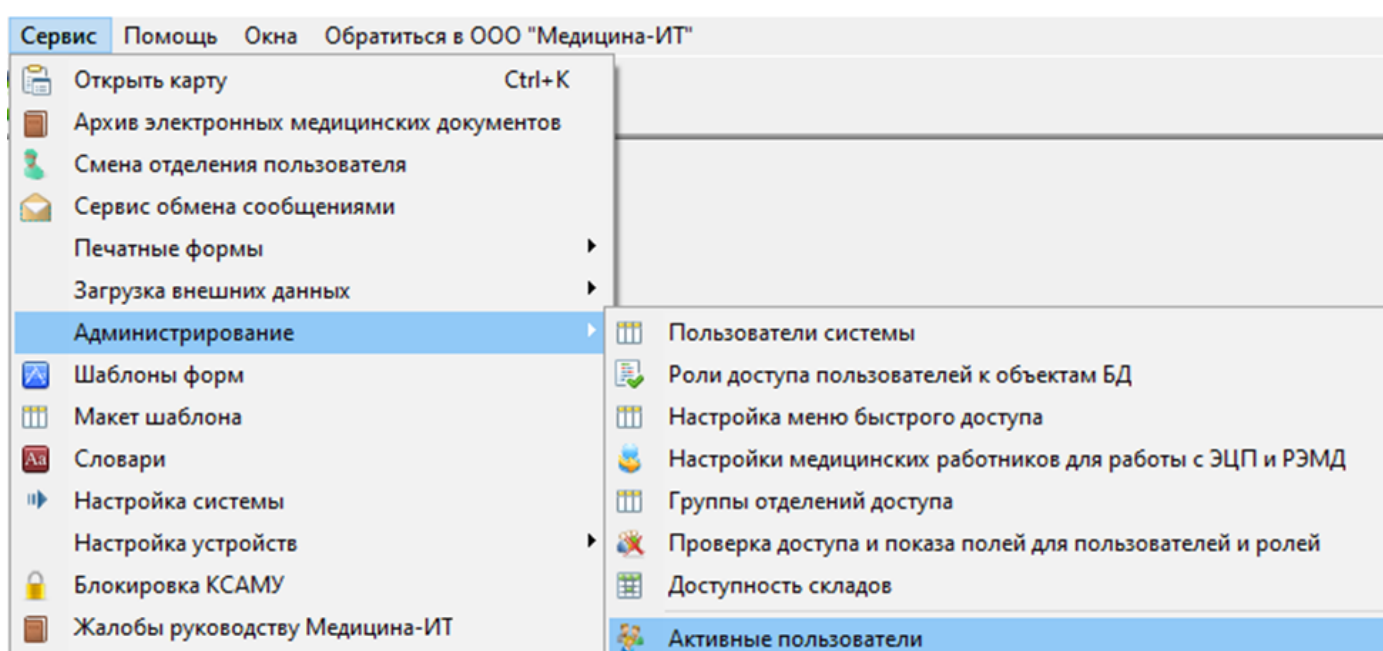 Сервис Помощь Окна Обратиться в ООО "Медицина-ИТ"
Открыть карту Ctrl+K
Архив электронных медицинских документов
Смена отделения пользователя
Сервис обмена сообщениями
Печатные формы
Загрузка внешних данных
Администрирование
Шаблоны форм
Макет шаблона
Aa Словари
Настройка системы
Настройка устройств
Блокировка КСАМУ
Жалобы руководству Медицина-ИТ
Пользователи системы
Роли доступа пользователей к объектам БД
Настройка меню быстрого доступа
Настройки медицинских работников для работы с ЭЦП и РЭМД
Группы отделений доступа
Проверка доступа и показа полей для пользователей и ролей
Доступность складов
Активные пользователи